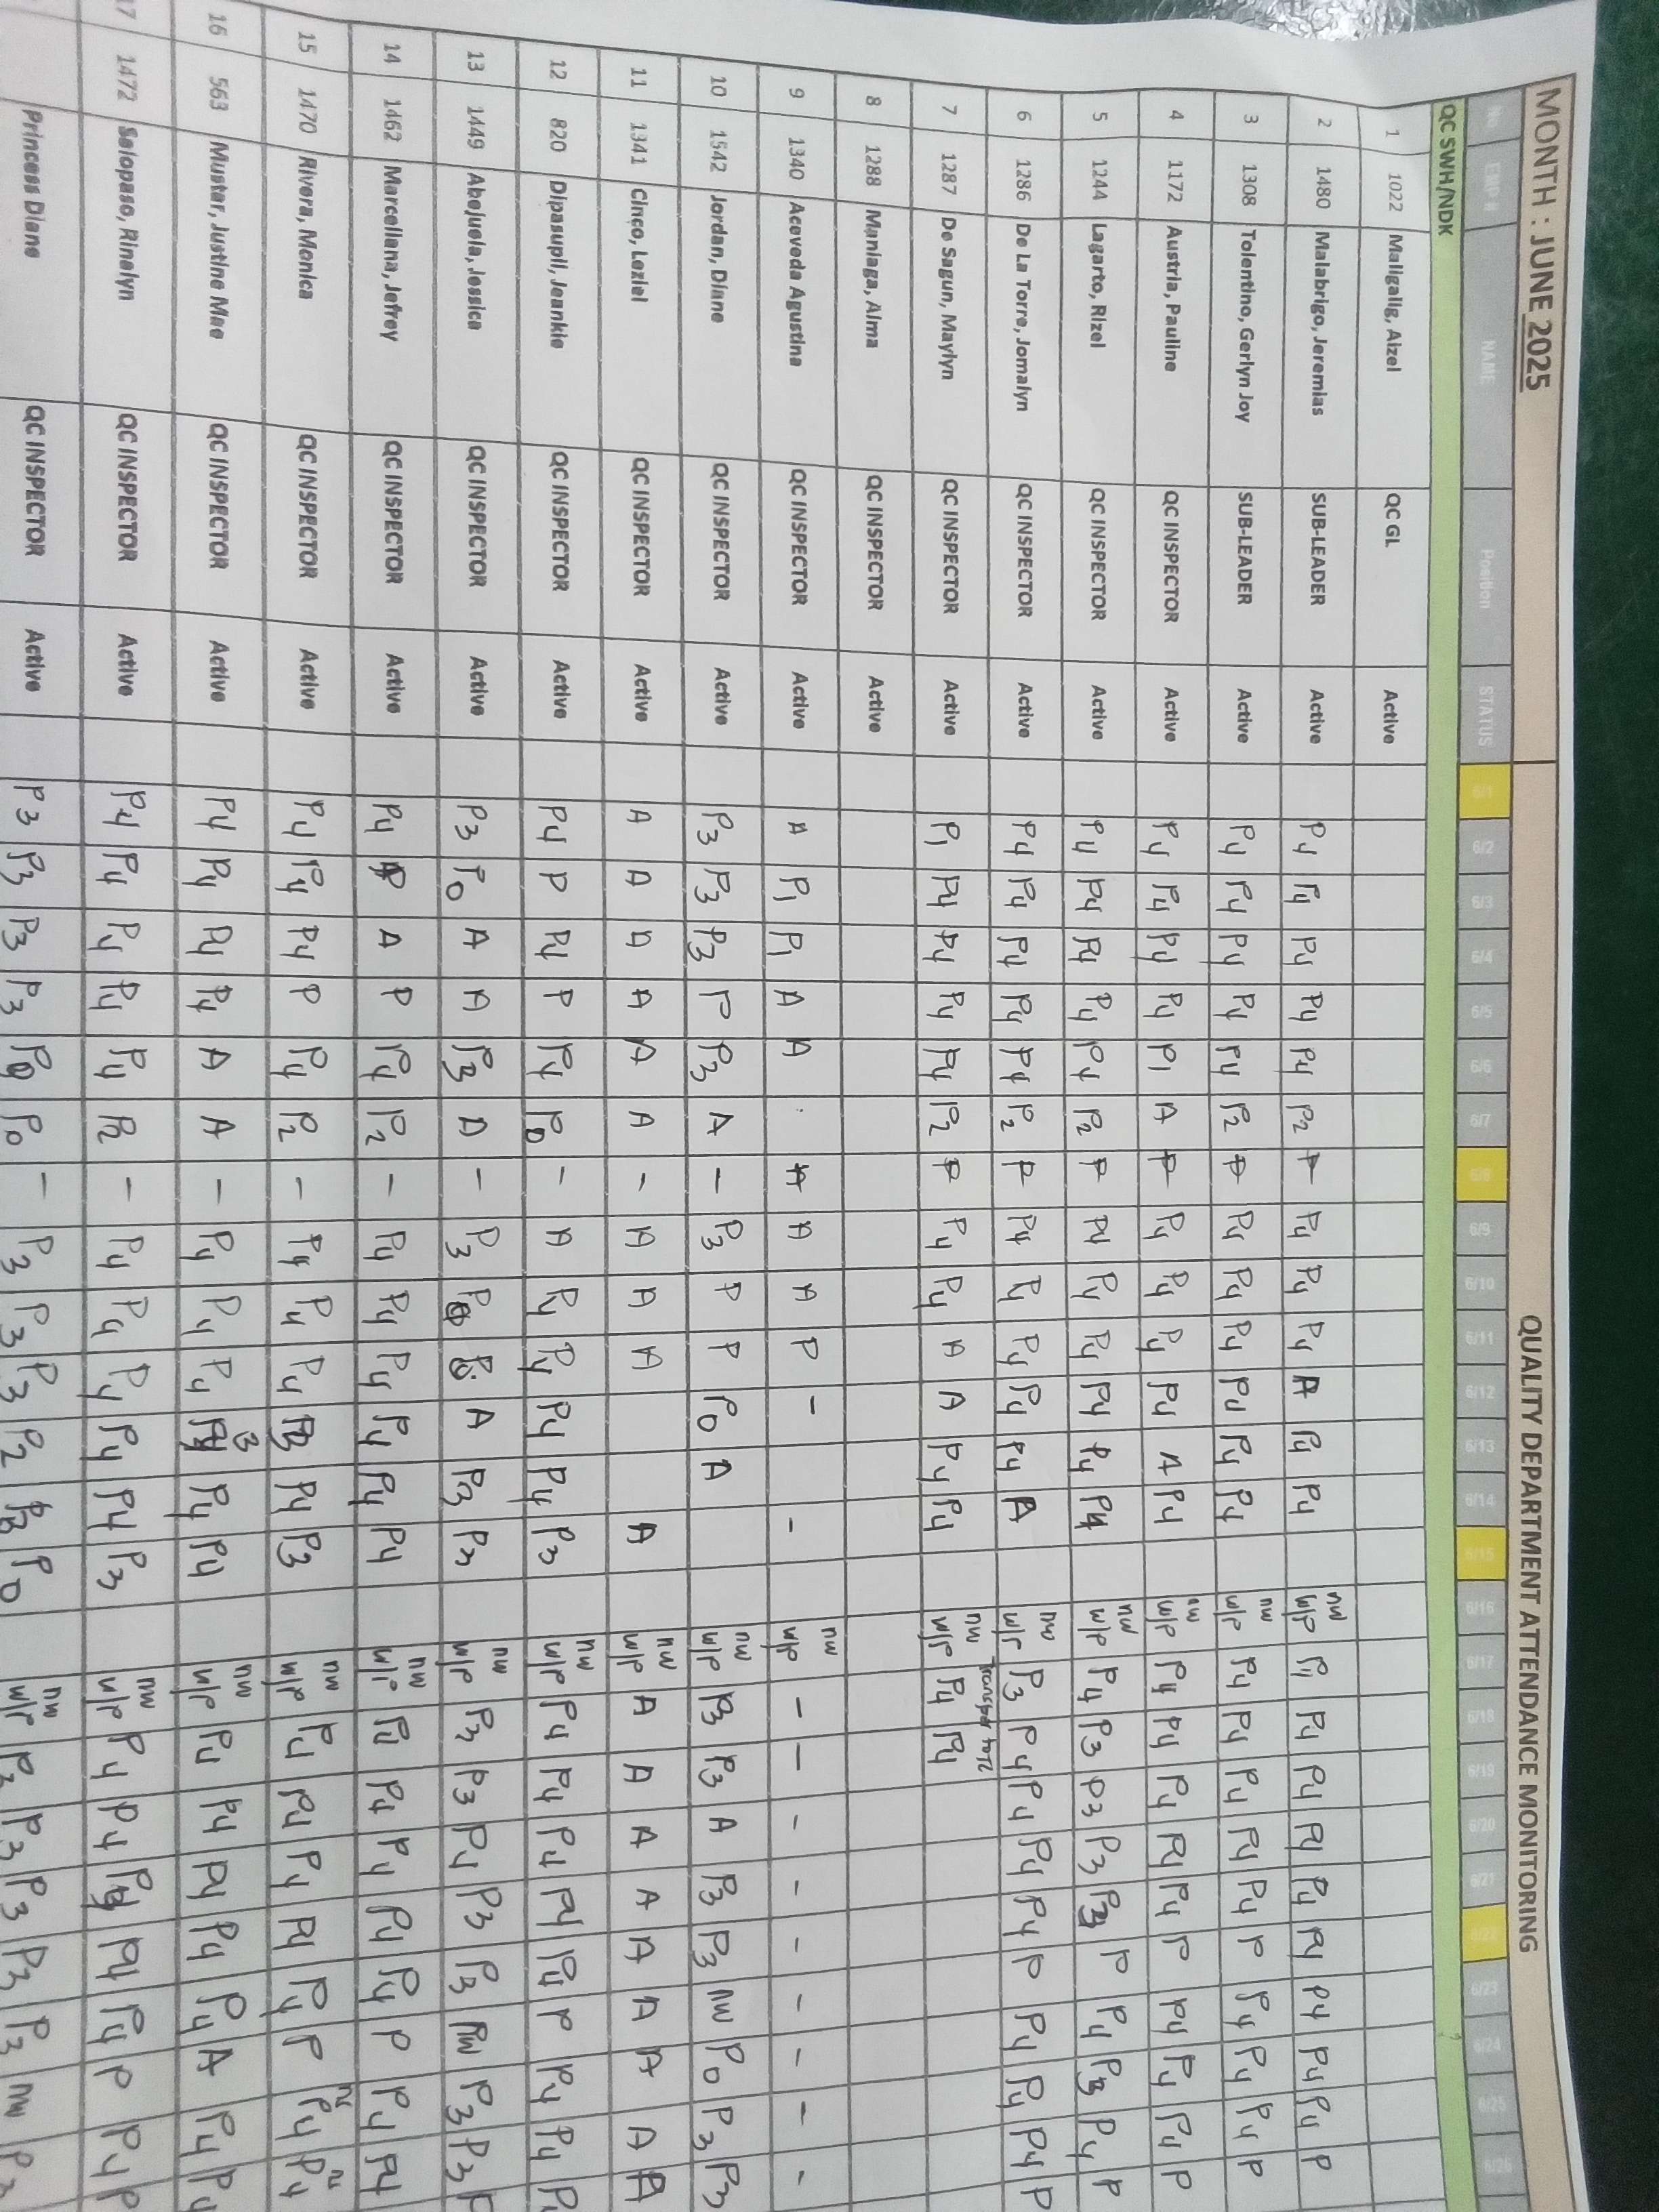 MONTH : JUNE 2025 QUALITY DEPARTMENT ATTENDANCE MONITORING
No EMP # NAME Position STATUS 6/1 6/2 6/3 6/4 6/5 6/6 6/7 6/8 6/9 6/10 6/11 6/12 6/13 6/14 6/15 6/16 6/17 6/18 6/19 6/20 6/21 6/22 6/23 6/24 6/25 6/26
QC SWH/NDK
1 1022 Maligalig, Aizel QC GL Active
2 1480 Malabrigo, Jeremias SUB-LEADER Active P4 P4 P4 P4 P4 P2 P P4 P4 P4 A P4 P4 nw w/P P4 P4 P4 P4 P4 P4 P4 P4 P4 P
3 1308 Tolentino, Gerlyn Joy SUB-LEADER Active P4 P4 P4 P4 P4 P2 P P4 P4 P4 P4 P4 P4 nw w/P P4 P4 P4 P4 P4 P P4 P4 P4 P
4 1172 Austria, Pauline QC INSPECTOR Active P4 P4 P4 P4 P1 A P P4 P4 P4 P4 A P4 nw w/P P4 P4 P4 P4 P4 P P4 P4 P4 P
5 1244 Lagarto, Rizel QC INSPECTOR Active P4 P4 P4 P4 P4 P2 P P4 P4 P4 P4 P4 P4 nw w/P P4 P3 P3 P3 P3 P P4 P3 P4 P
6 1286 De La Torre, Jomalyn QC INSPECTOR Active P4 P4 P4 P4 P4 P2 P P4 P4 P4 P4 P4 A nw w/P P3 P4 P4 P4 P4 P P4 P4 P4 P
7 1287 De Sagun, Maylyn QC INSPECTOR Active P1 P4 P4 P4 P4 P2 P P4 P4 A A P4 P4 nw w/P P4 P4
8 1288 Maniaga, Alma QC INSPECTOR Active
9 1340 Aceveda Agustina QC INSPECTOR Active A P1 P1 A A A A A P - - nw w/P - - - - - - - - -
10 1542 Jordan, Diane QC INSPECTOR Active P3 P3 P3 P P3 A - P3 P P P0 A nw w/P P3 P3 A P3 P3 nw P0 P3 P3
11 1341 Cinco, Leziel QC INSPECTOR Active A A A A A A - A A A A nw w/P A A A A A A A A A
12 820 Dipasupil, Jeankie QC INSPECTOR Active P4 P P4 P P4 P0 - A P4 P4 P4 P4 P3 nw w/P P4 P4 P4 P4 P4 P P4 P4
13 1449 Abejuela, Jessica QC INSPECTOR Active P3 P0 A A P3 A - P3 A P3 P3 nw w/P P3 P3 P4 P3 P3 nw P3 P3
14 1462 Marcellana, Jefrey QC INSPECTOR Active P4 P A P P4 P2 - P4 P4 P4 P4 P4 P4 nw w/P P4 P4 P4 P4 P4 P P4 P4
15 1470 Rivera, Monica QC INSPECTOR Active P4 P4 P4 P P4 P2 - P4 P4 P4 P3 P4 P3 nw w/P P4 P4 P4 P4 P4 P P4 P4
16 563 Mustar, Justine Mae QC INSPECTOR Active P4 P4 P4 P4 A A - P4 P4 P4 P4 P4 nw w/P P4 P4 P4 P4 P4 A P4 P4
17 1472 Salopaso, Rinalyn QC INSPECTOR Active P4 P4 P4 P4 P4 P2 - P4 P4 P4 P4 P4 P3 nw w/P P4 P4 P4 P4 P P4 P
Princess Diane QC INSPECTOR Active P3 P3 P3 P3 P0 - P3 P3 P3 P2 P3 P0 nw w/P P3 P3 P3 P3 P3 nw P3